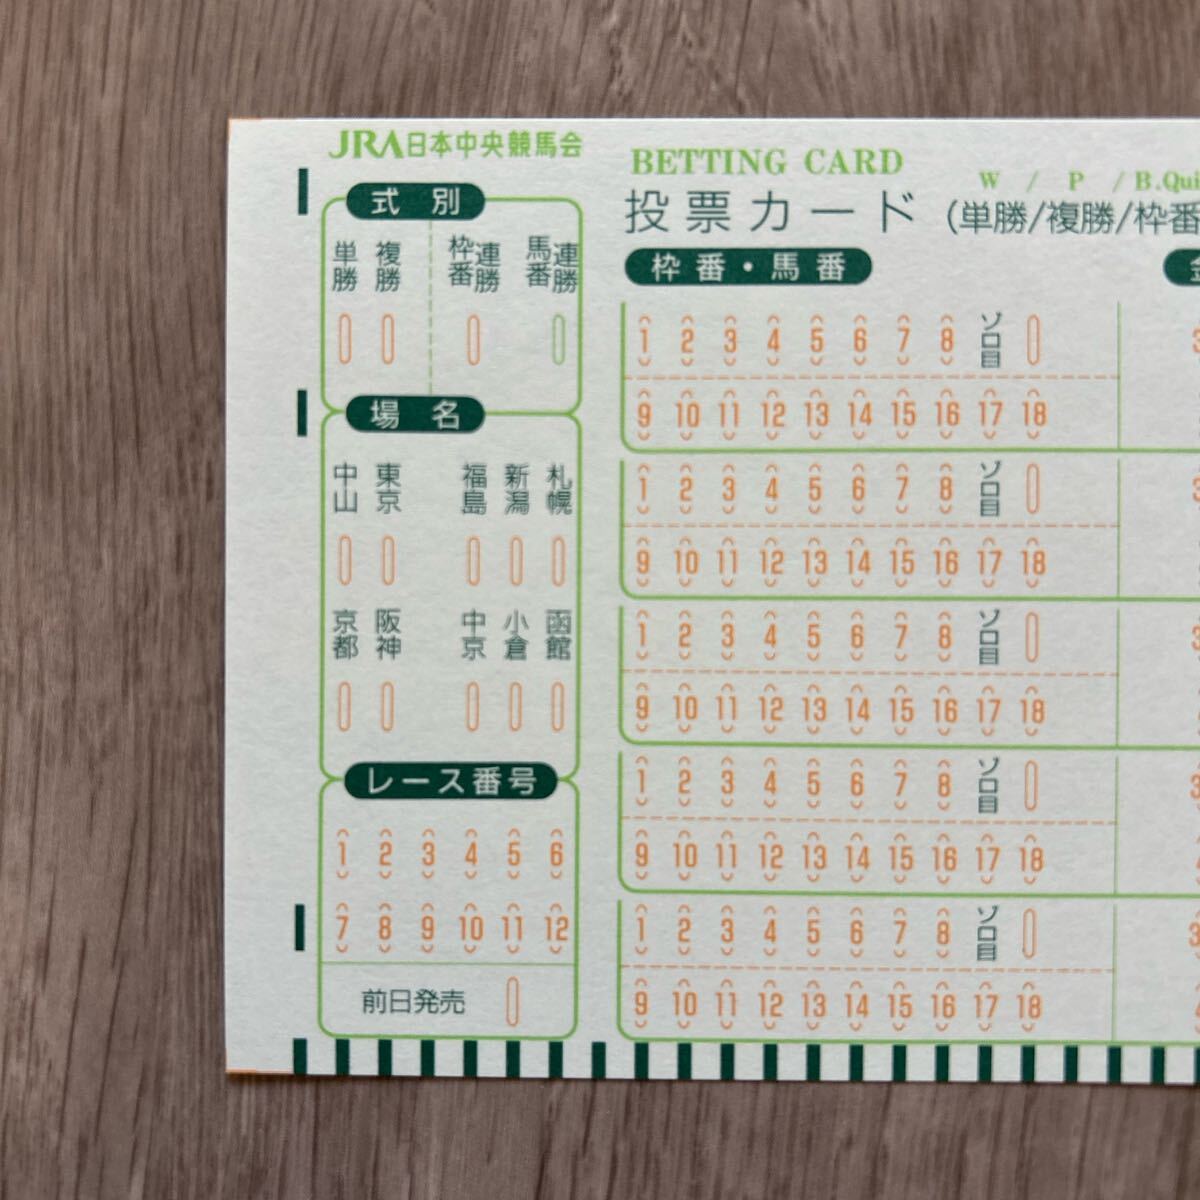 JRA日本中央競馬会
BETTING CARD
W / P / B.Qui
投票カード (単勝/複勝/枠番
式別
単勝 複勝 枠番連勝 馬番連勝
場名
中山 東京 福島 新潟 札幌
京都 阪神 中京 小倉 函館
レース番号
1 2 3 4 5 6
7 8 9 10 11 12
前日発売
枠番・馬番
1 2 3 4 5 6 7 8 ゾロ目
9 10 11 12 13 14 15 16 17 18
1 2 3 4 5 6 7 8 ゾロ目
9 10 11 12 13 14 15 16 17 18
1 2 3 4 5 6 7 8 ゾロ目
9 10 11 12 13 14 15 16 17 18
1 2 3 4 5 6 7 8 ゾロ目
9 10 11 12 13 14 15 16 17 18
1 2 3 4 5 6 7 8 ゾロ目
9 10 11 12 13 14 15 16 17 18